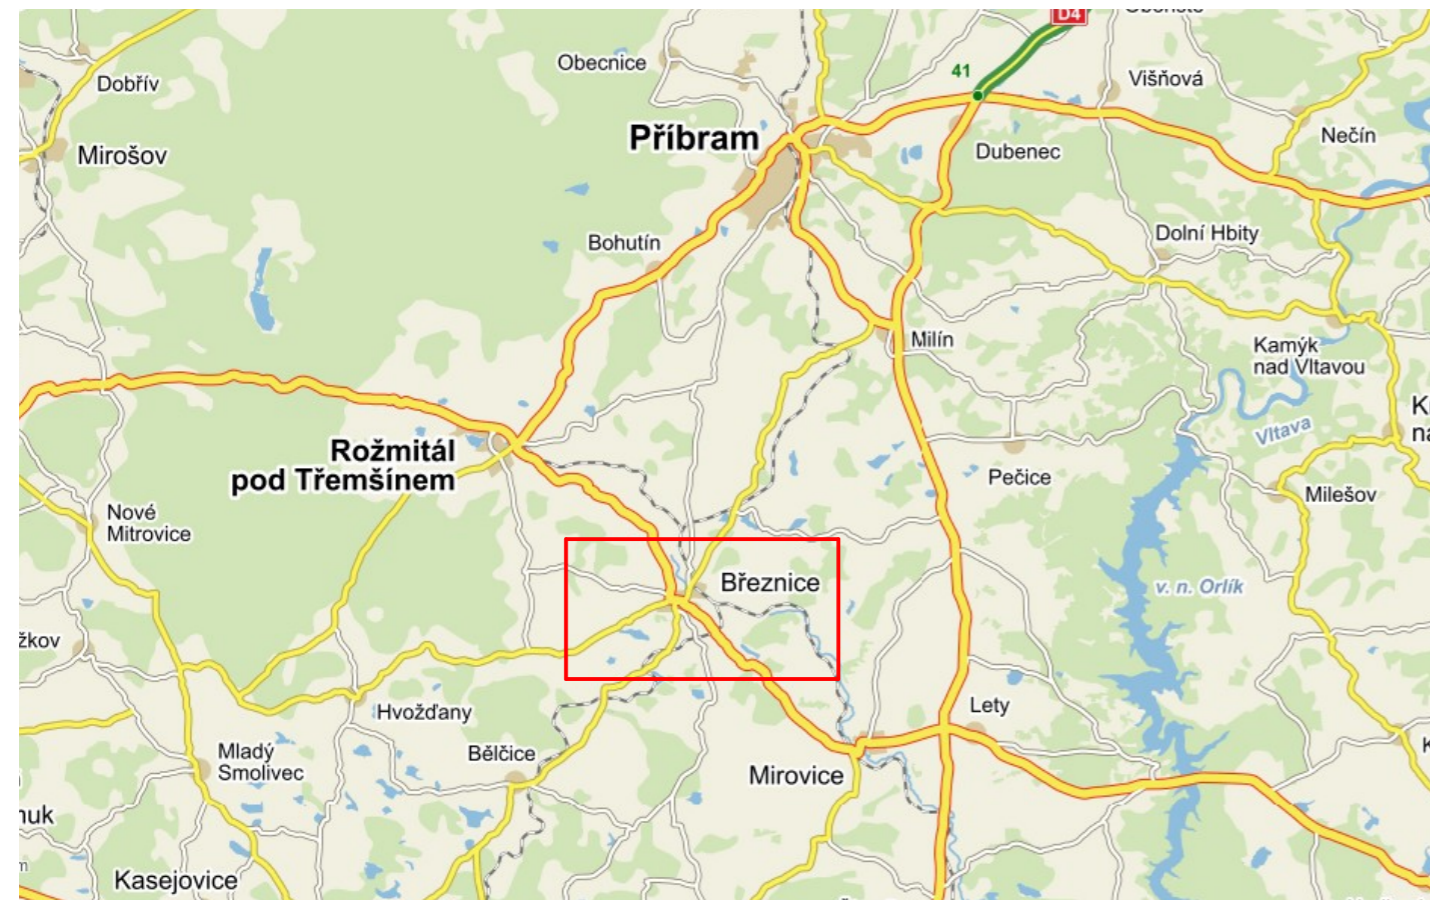 D4
Obecnice
41
Višňová
Dobřív
Příbram
Nečín
Mirošov
Dubenec
Bohutín
Dolní Hbity
Milín
Kamýk
nad Vltavou
Vltava
Rožmitál
pod Třemšínem
Pečice
Milešov
Nové
Mitrovice
Březnice
v. n. Orlík
žkov
Hvožďany
Lety
Mladý
Smolivec
Bělčice
Mirovice
Kasejovice